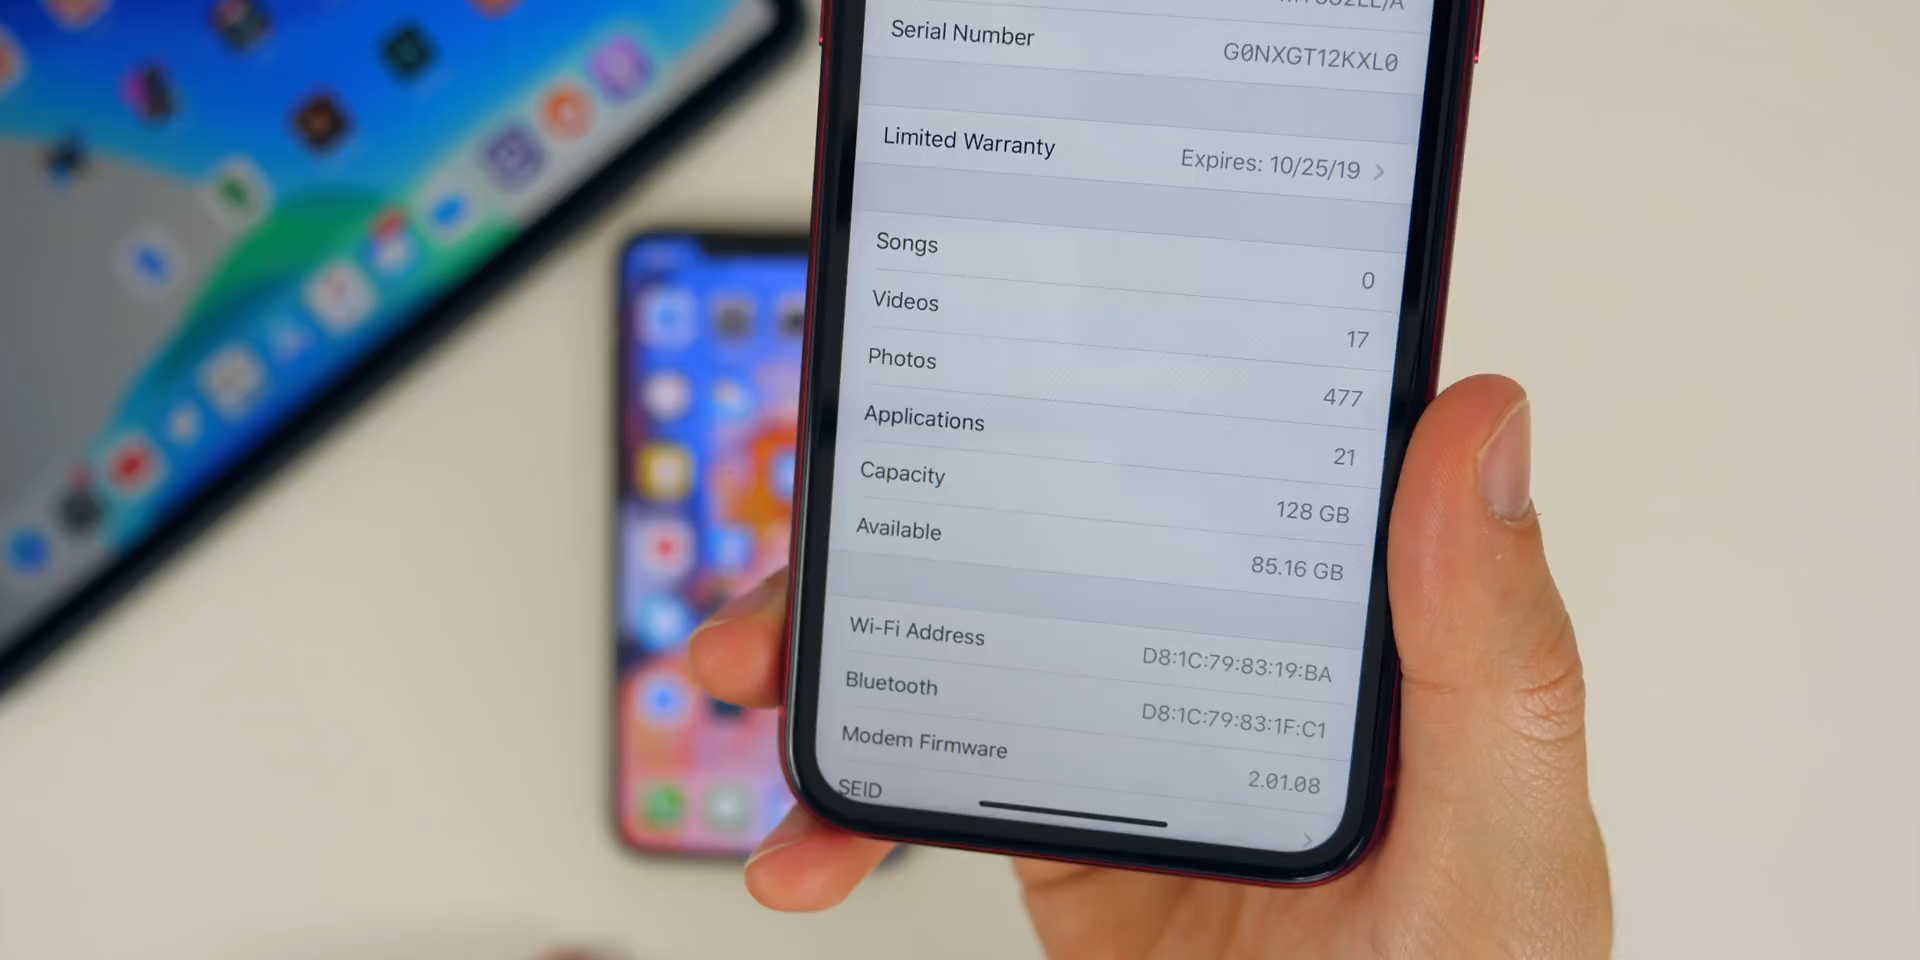 Serial Number G0NXGT12KXL0
Limited Warranty Expires: 10/25/19
Songs 0
Videos 17
Photos 477
Applications 21
Capacity 128 GB
Available 85.16 GB
Wi-Fi Address D8:1C:79:83:19:BA
Bluetooth D8:1C:79:83:1F:C1
Modem Firmware 2.01.08
SEID